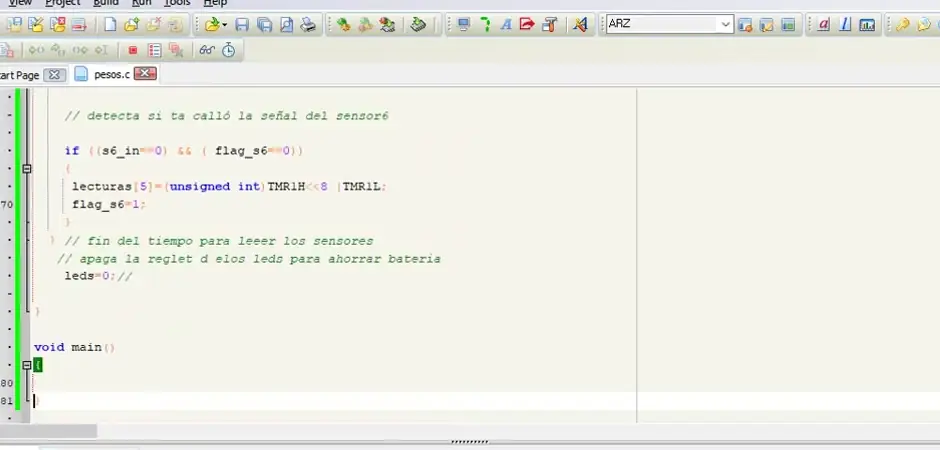 View Project Build Run Tools Help
ARZ
Start Page pesos.c
// detecta si ta calló la señal del sensor6
if ((s6_in==0) && ( flag_s6==0))
{
lecturas[5]=(unsigned int)TMR1H<<8 |TMR1L;
70 flag_s6=1;
}
} // fin del tiempo para leeer los sensores
// apaga la reglet d elos leds para ahorrar bateria
leds=0;//
}
void main()
{
80
81 }